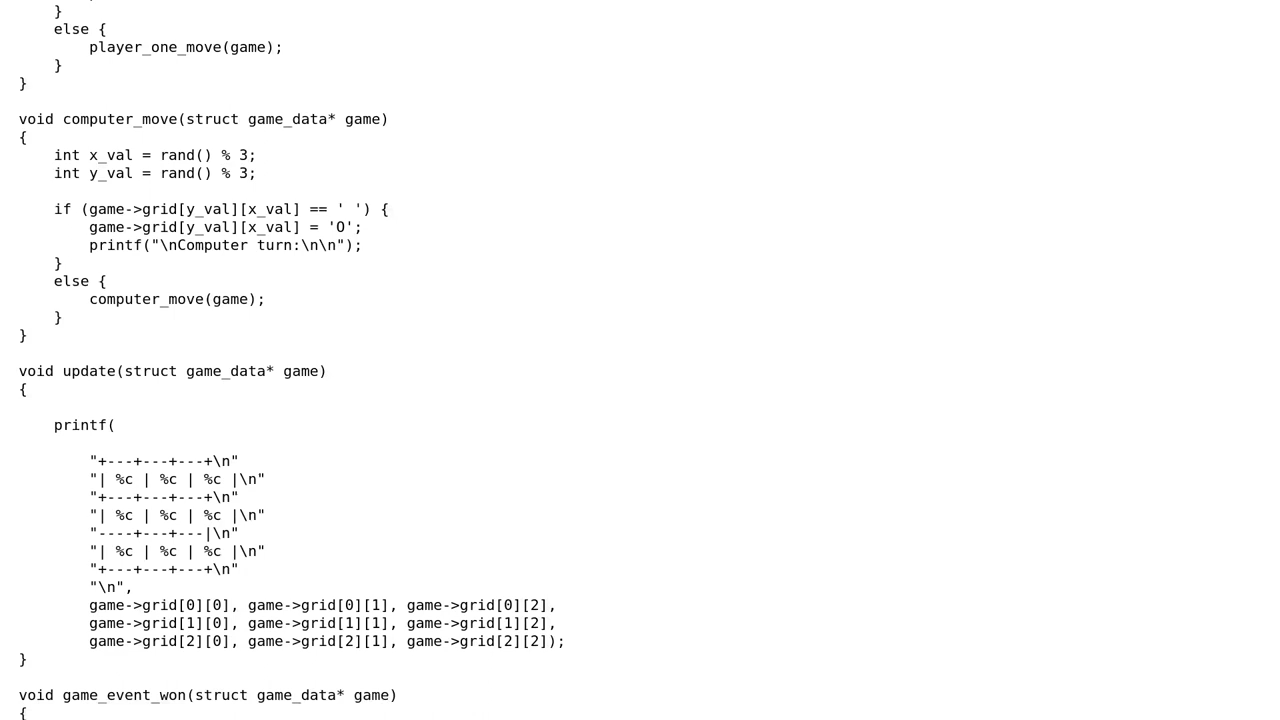 }
    else {
        player_one_move(game);
    }
}

void computer_move(struct game_data* game)
{
    int x_val = rand() % 3;
    int y_val = rand() % 3;

    if (game->grid[y_val][x_val] == ' ') {
        game->grid[y_val][x_val] = 'O';
        printf("\nComputer turn:\n\n");
    }
    else {
        computer_move(game);
    }
}

void update(struct game_data* game)
{

    printf(

        "+---+---+---+\n"
        "| %c | %c | %c |\n"
        "+---+---+---+\n"
        "| %c | %c | %c |\n"
        "----+---+---|\n"
        "| %c | %c | %c |\n"
        "+---+---+---+\n"
        "\n",
        game->grid[0][0], game->grid[0][1], game->grid[0][2],
        game->grid[1][0], game->grid[1][1], game->grid[1][2],
        game->grid[2][0], game->grid[2][1], game->grid[2][2]);
}

void game_event_won(struct game_data* game)
{